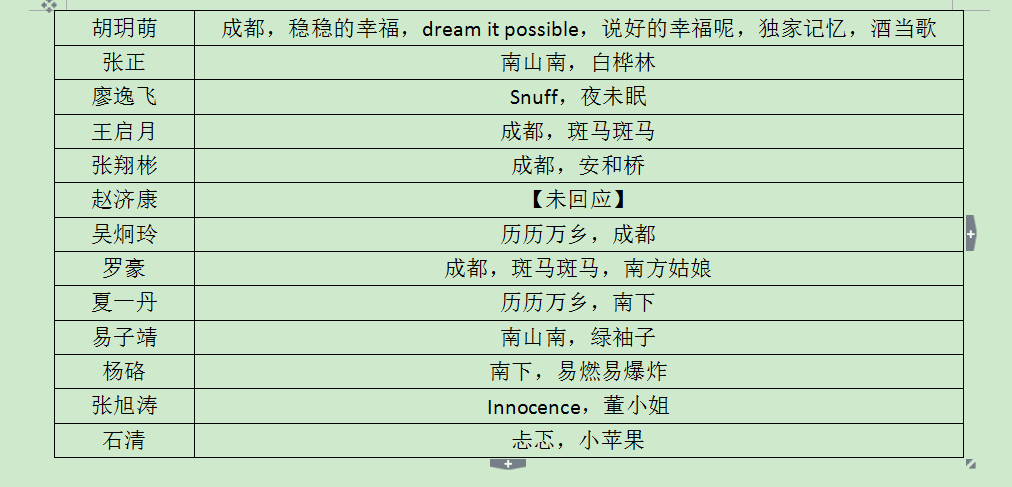 胡玥萌 成都，稳稳的幸福，dream it possible，说好的幸福呢，独家记忆，酒当歌
张正 南山南，白桦林
廖逸飞 Snuff，夜未眠
王启月 成都，斑马斑马
张翔彬 成都，安和桥
赵济康 【未回应】
吴炯玲 历历万乡，成都
罗豪 成都，斑马斑马，南方姑娘
夏一丹 历历万乡，南下
易子靖 南山南，绿袖子
杨硌 南下，易燃易爆炸
张旭涛 Innocence，董小姐
石清 忐忑，小苹果